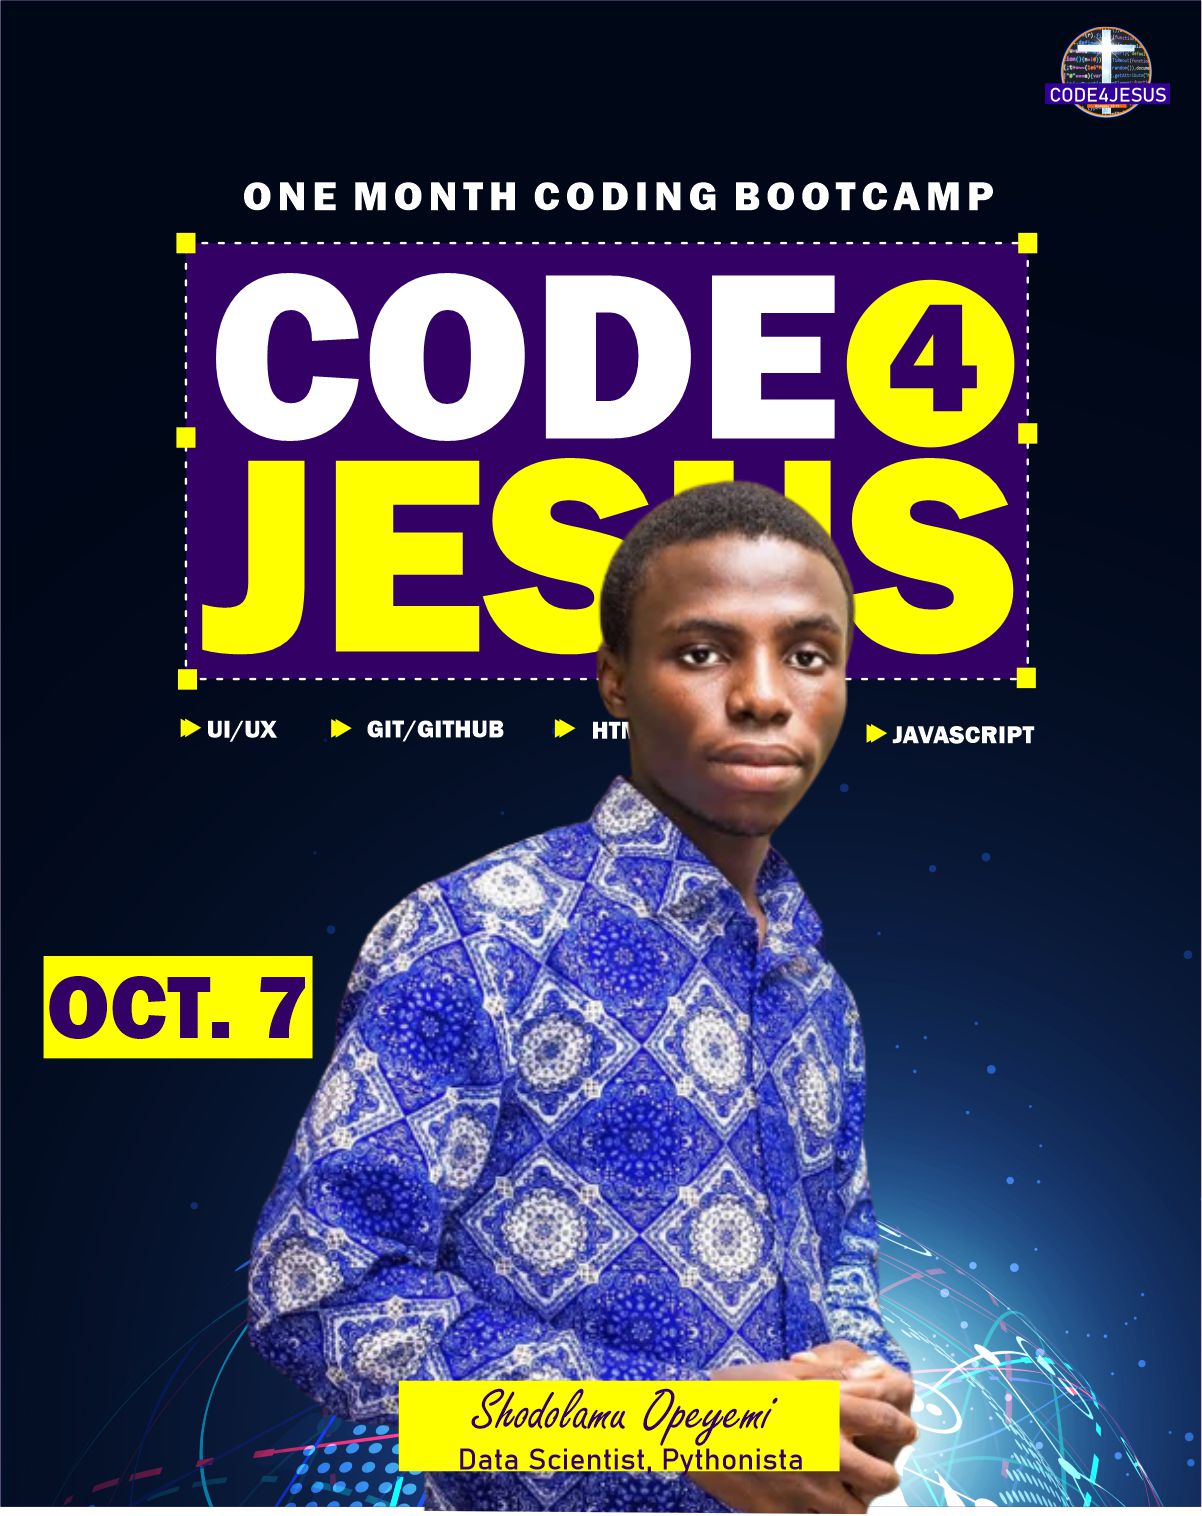 CODE4JESUS
ONE MONTH CODING BOOTCAMP
CODE 4
JESUS
UI/UX GIT/GITHUB HTM JAVASCRIPT
OCT. 7
Shodolamu Opeyemi
Data Scientist, Pythonista